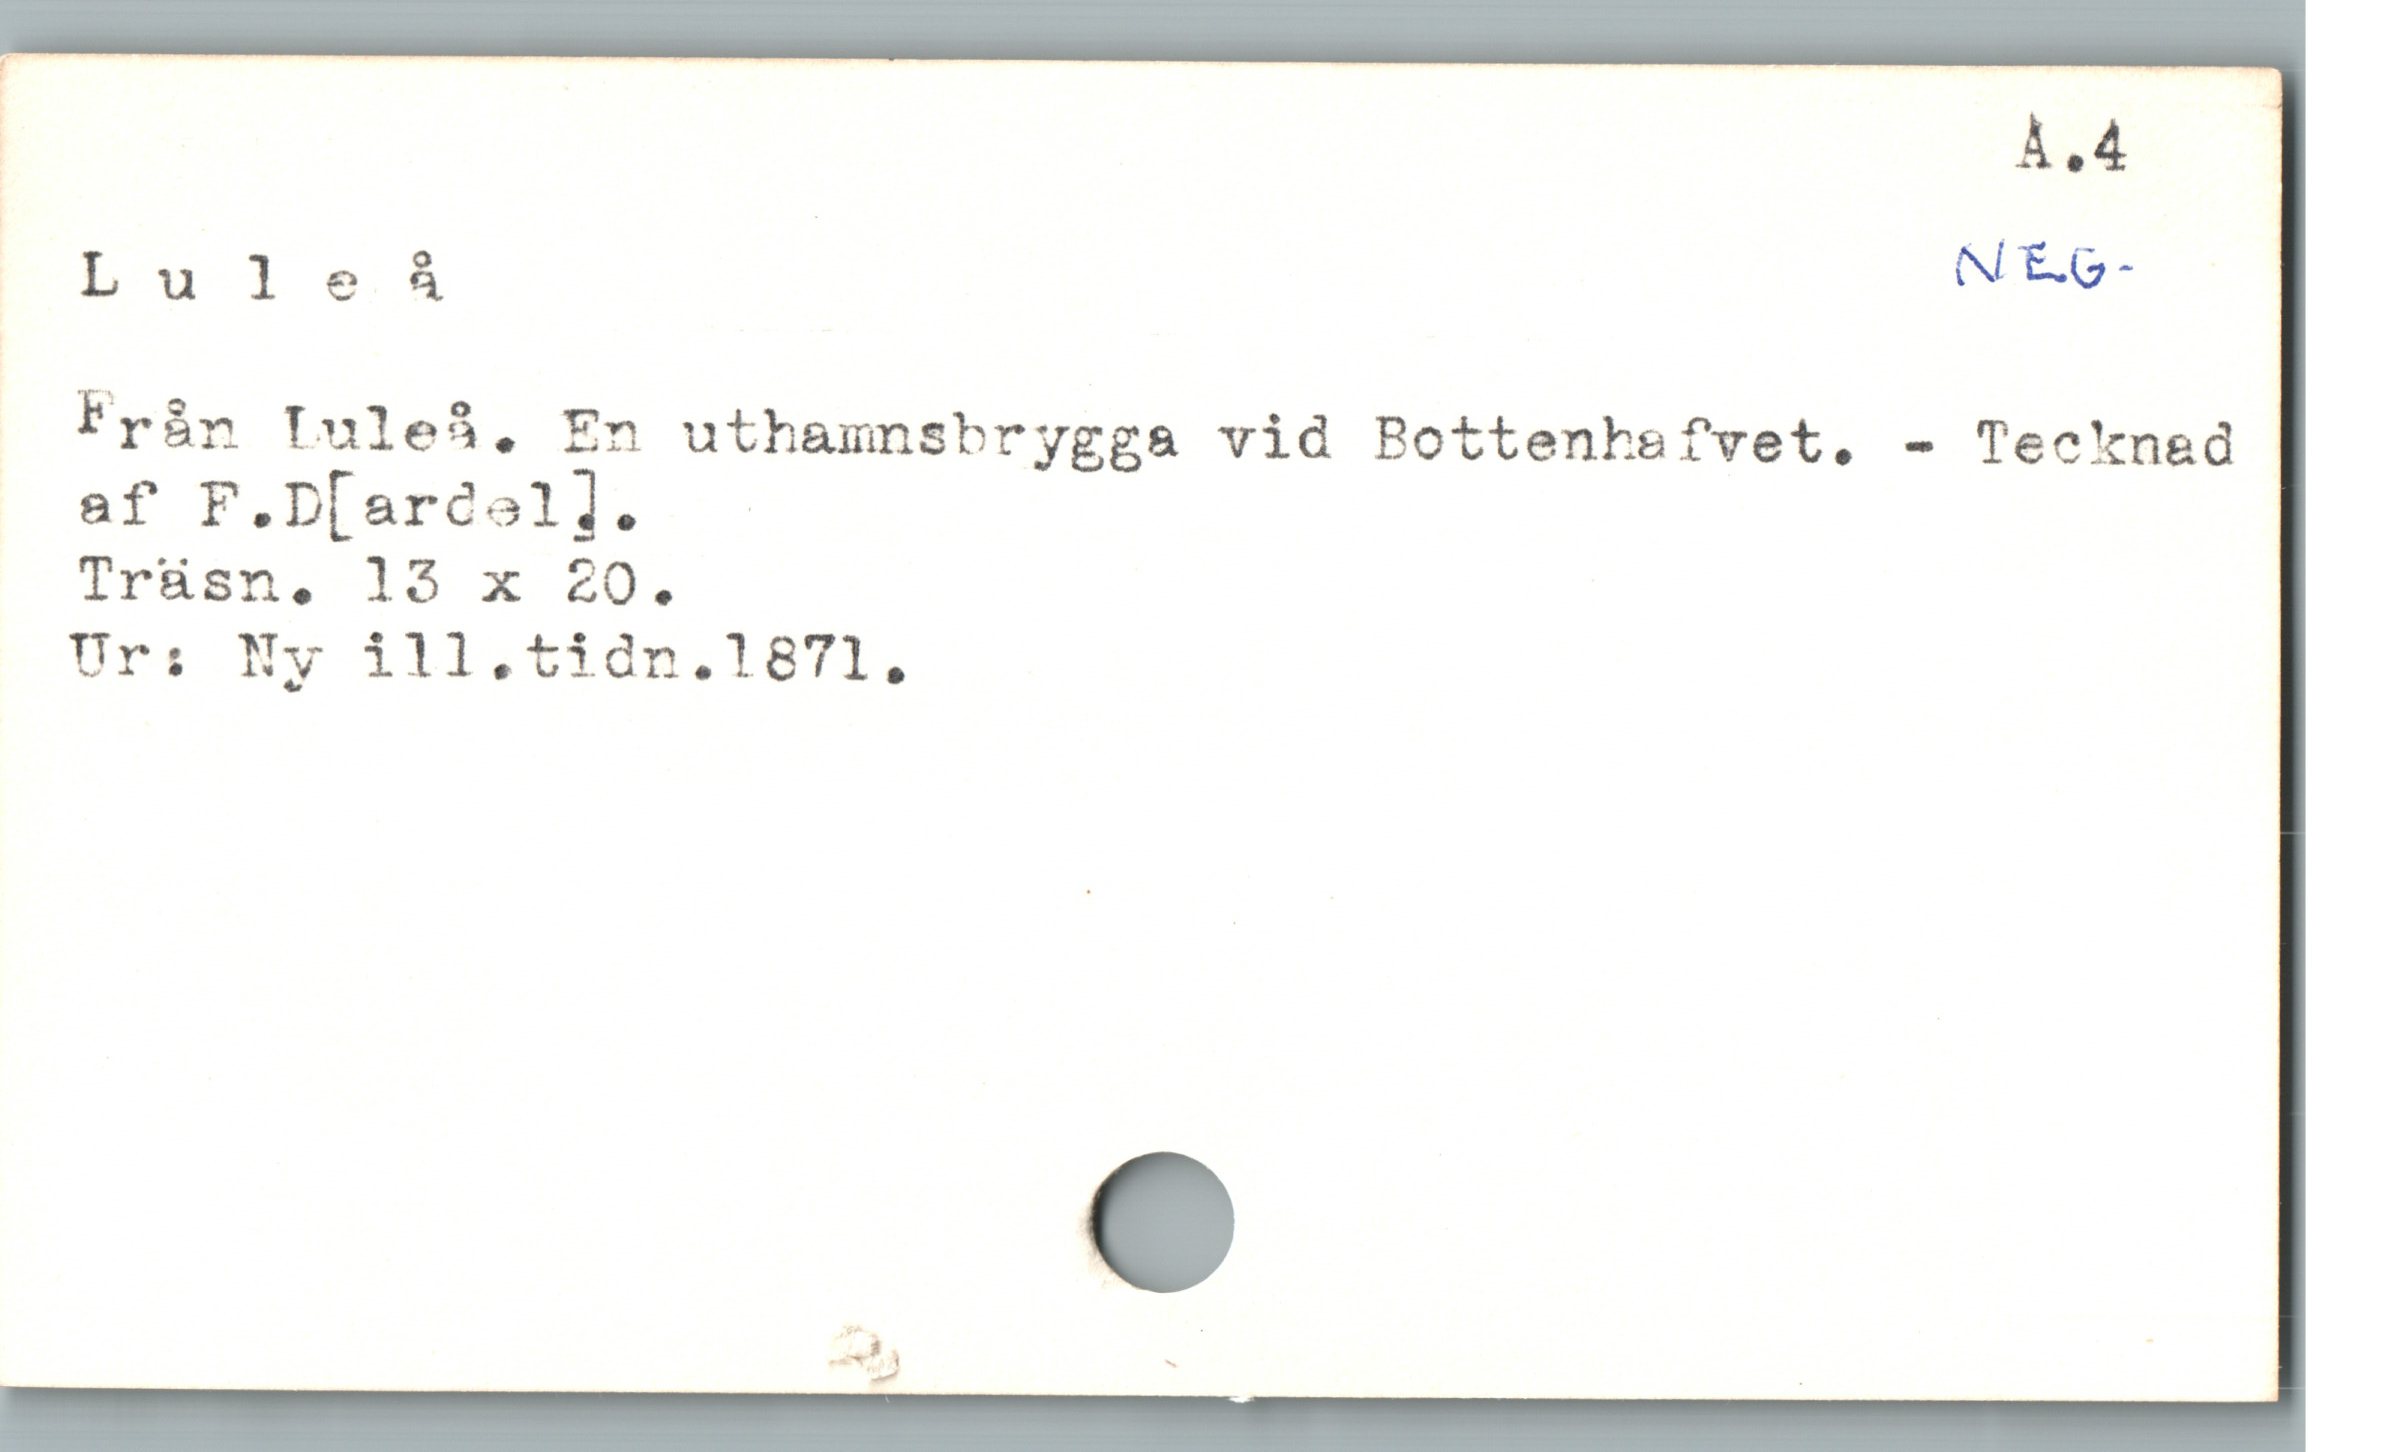 A.4
L u l e å
NEG-
Från Luleå. En uthamnsbrygga vid Bottenhafvet. - Tecknad
af F.D[ardel].
Träsn. 13 x 20.
Ur: Ny ill.tidn.1871.